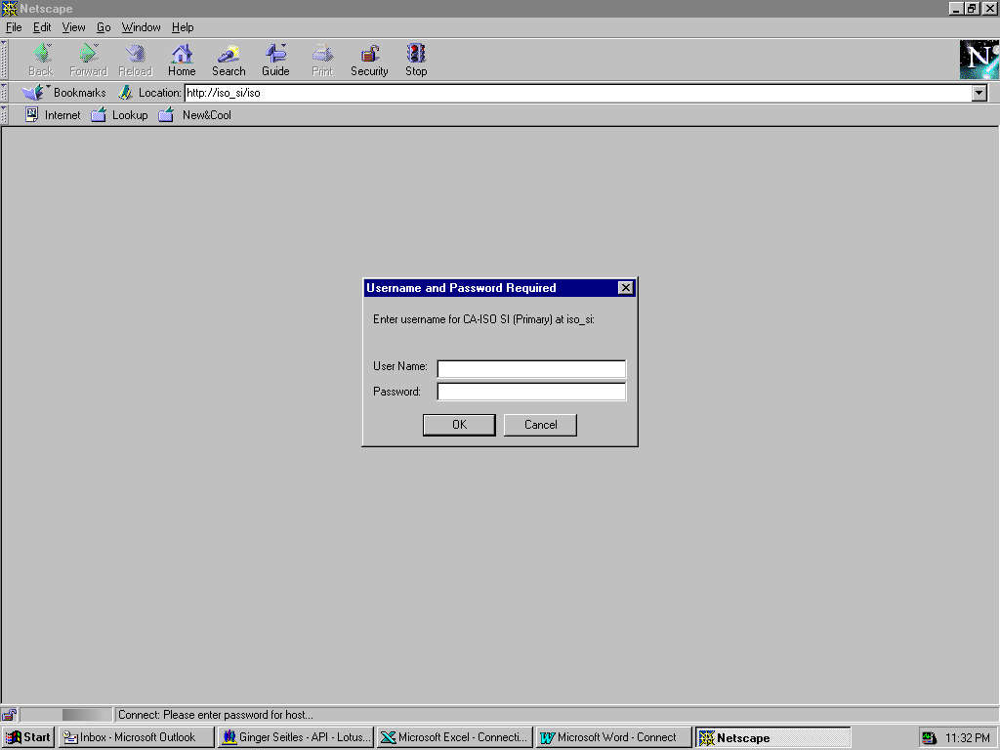 Netscape
File Edit View Go Window Help
Back Forward Reload Home Search Guide Print Security Stop
N
Bookmarks Location: http://iso_si/iso
Internet Lookup New&Cool
Username and Password Required
Enter username for CA-ISO SI (Primary) at iso_si:
User Name:
Password:
OK Cancel
Connect: Please enter password for host...
Start Inbox - Microsoft Outlook Ginger Seitles - API - Lotus... Microsoft Excel - Connecti... Microsoft Word - Connect Netscape 11:32 PM